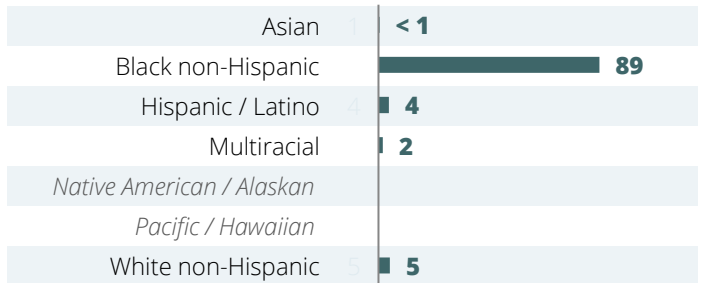 Asian 1 < 1
Black non-Hispanic 89
Hispanic / Latino 4 4
Multiracial 2
Native American / Alaskan
Pacific / Hawaiian
White non-Hispanic 5 5